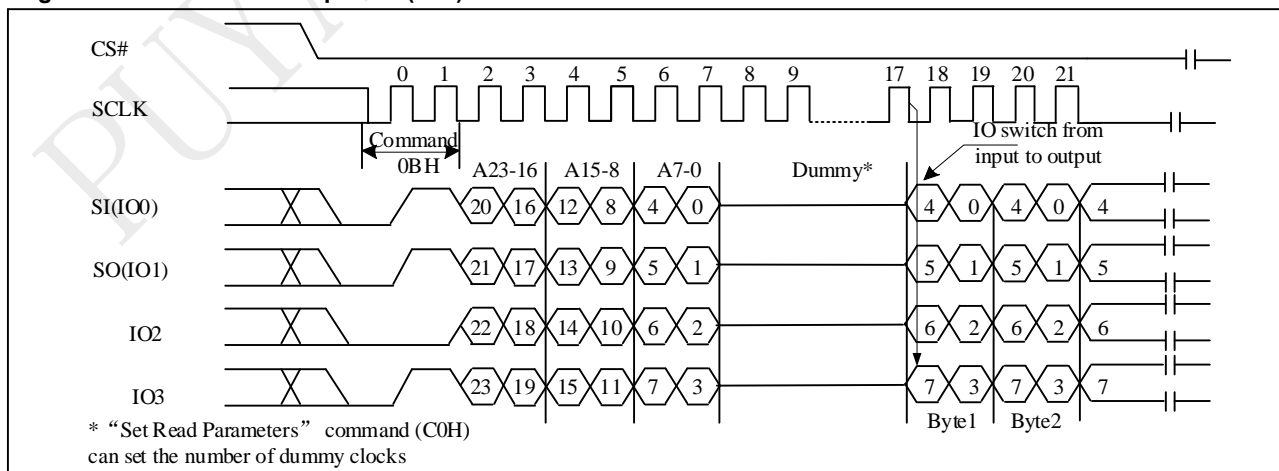 PUYA
CS#
0 1 2 3 4 5 6 7 8 9 17 18 19 20 21
SCLK
IO switch from
input to output
Command
0BH
A23-16 A15-8 A7-0 Dummy*
SI(IO0) 20 16 12 8 4 0 4 0 4 0 4
SO(IO1) 21 17 13 9 5 1 5 1 5 1 5
IO2 22 18 14 10 6 2 6 2 6 2 6
IO3 23 19 15 11 7 3 7 3 7 3 7
Byte1 Byte2
* “Set Read Parameters” command (C0H)
can set the number of dummy clocks